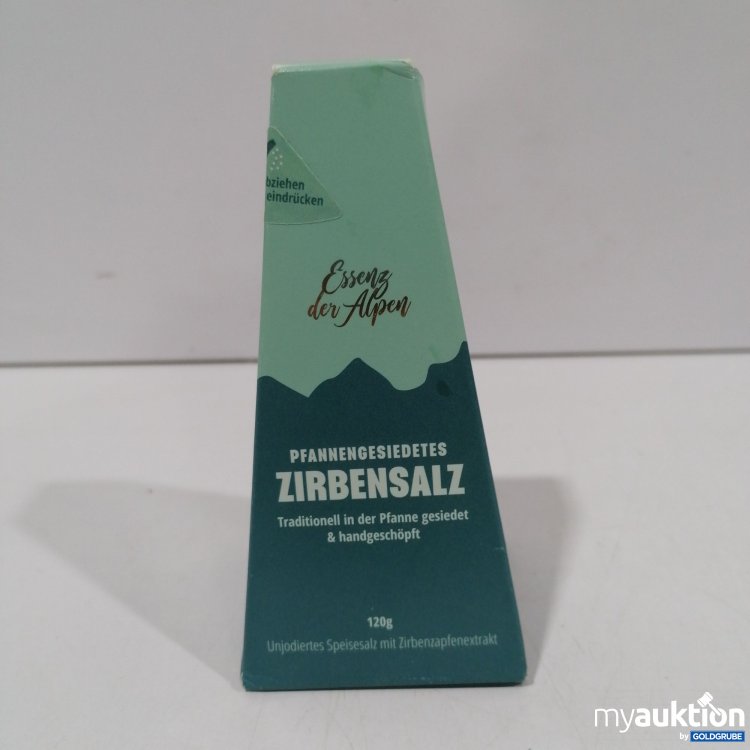 bziehen
eindrücken
Essenz
der Alpen
PFANNENGESIEDETES
ZIRBENSALZ
Traditionell in der Pfanne gesiedet
& handgeschöpft
120g
Unjodiertes Speisesalz mit Zirbenzapfenextrakt
myauktion
by GOLDGRUBE